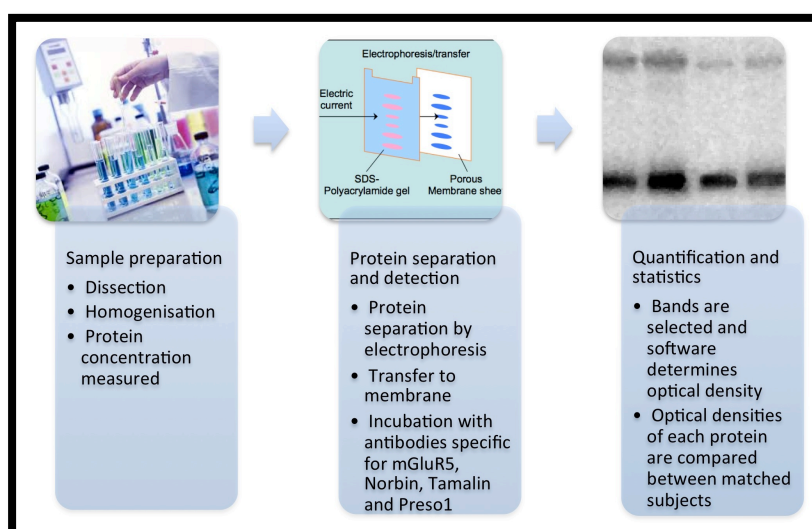 Electrophoresis/transfer
Electric
current
SDS-
Polyacrylamide gel
Porous
Membrane shee
Sample preparation
• Dissection
• Homogenisation
• Protein
concentration
measured
Protein separation
and detection
• Protein
separation by
electrophoresis
• Transfer to
membrane
• Incubation with
antibodies specific
for mGluR5,
Norbin, Tamalin
and Preso1
Quantification and
statistics
• Bands are
selected and
software
determines
optical density
• Optical densities
of each protein
are compared
between matched
subjects